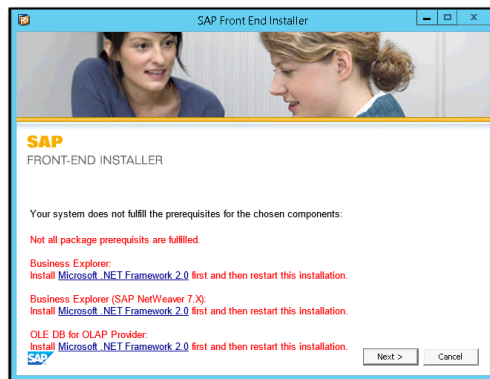 SAP Front End Installer
SAP
FRONT-END INSTALLER
Your system does not fulfill the prerequisites for the chosen components:
Not all package prerequisits are fulfilled.
Business Explorer:
Install Microsoft .NET Framework 2.0 first and then restart this installation.
Business Explorer (SAP NetWeaver 7.X):
Install Microsoft .NET Framework 2.0 first and then restart this installation.
OLE DB for OLAP Provider:
Install Microsoft .NET Framework 2.0 first and then restart this installation.
SAP
Next >
Cancel